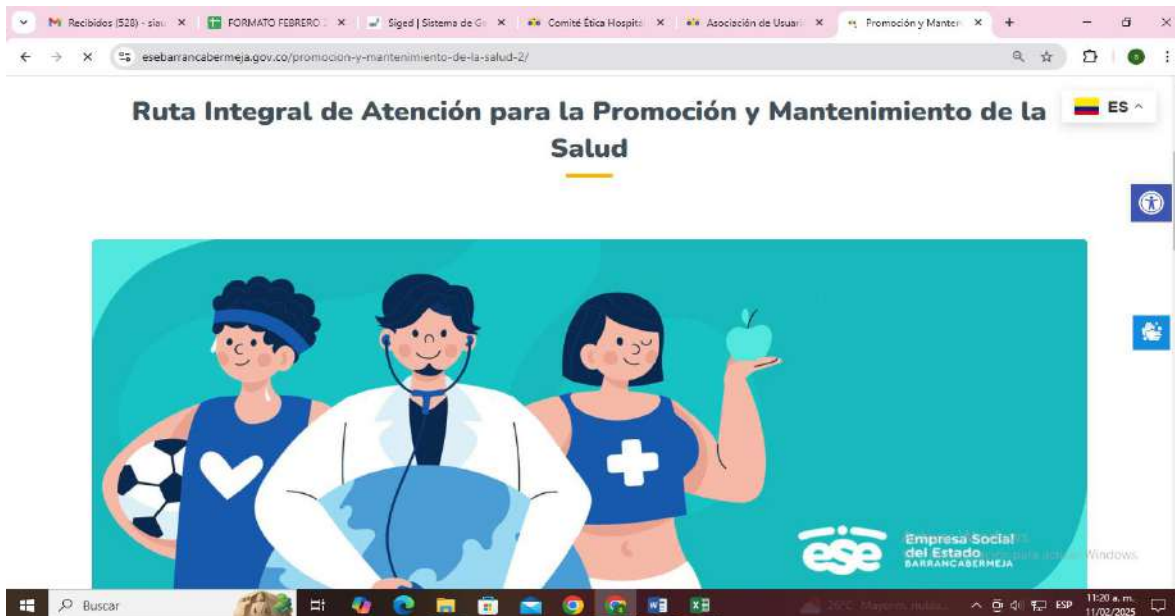 Recibidos (528) - siau
FORMATO FEBRERO
Siged | Sistema de G
Comité Ética Hospita
Asociación de Usuari
Promoción y Manten
esebarrancabermeja.gov.co/promocion-y-mantenimiento-de-la-salud-2/
Ruta Integral de Atención para la Promoción y Mantenimiento de la
Salud
ES
ese
Empresa Social
del Estado
BARRANCABERMEJA
Windows.
Buscar
26°C
ESP
11:20 a. m.
11/02/2025